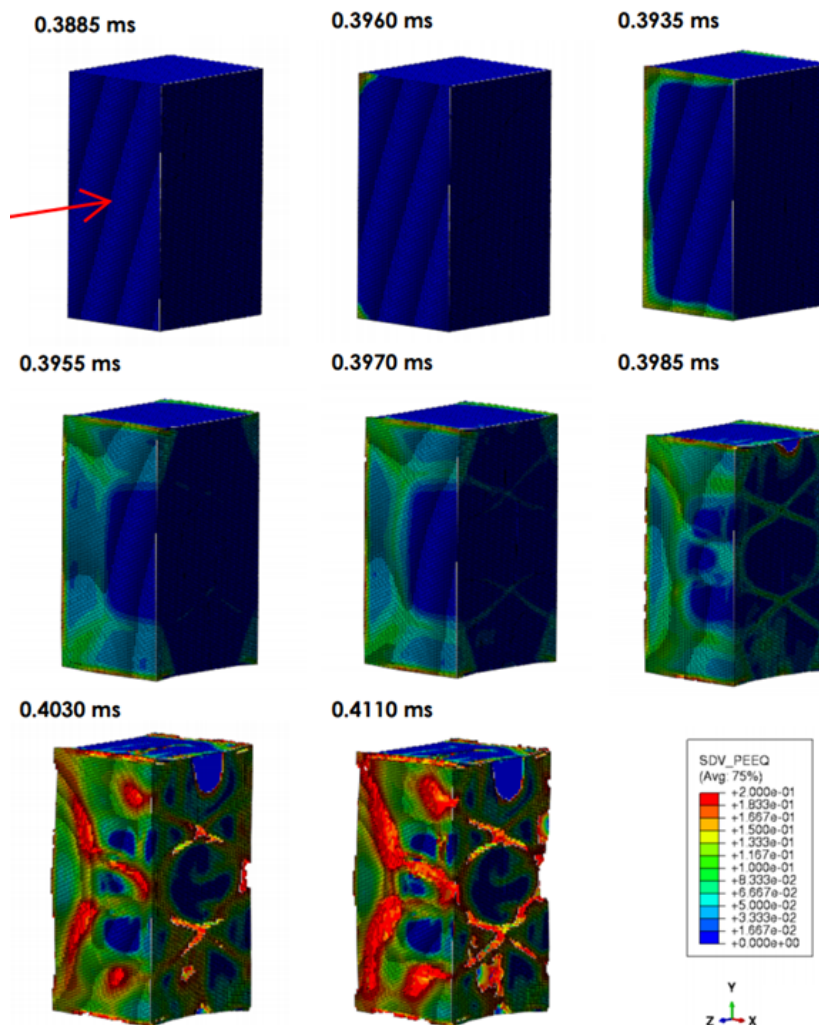 0.3885 ms
0.3960 ms
0.3935 ms
0.3955 ms
0.3970 ms
0.3985 ms
0.4030 ms
0.4110 ms
SDV_PEEQ
(Avg: 75%)
+2.000e-01
+1.833e-01
+1.667e-01
+1.500e-01
+1.333e-01
+1.167e-01
+1.000e-01
+8.333e-02
+6.667e-02
+5.000e-02
+3.333e-02
+1.667e-02
+0.000e+00
Y
Z X